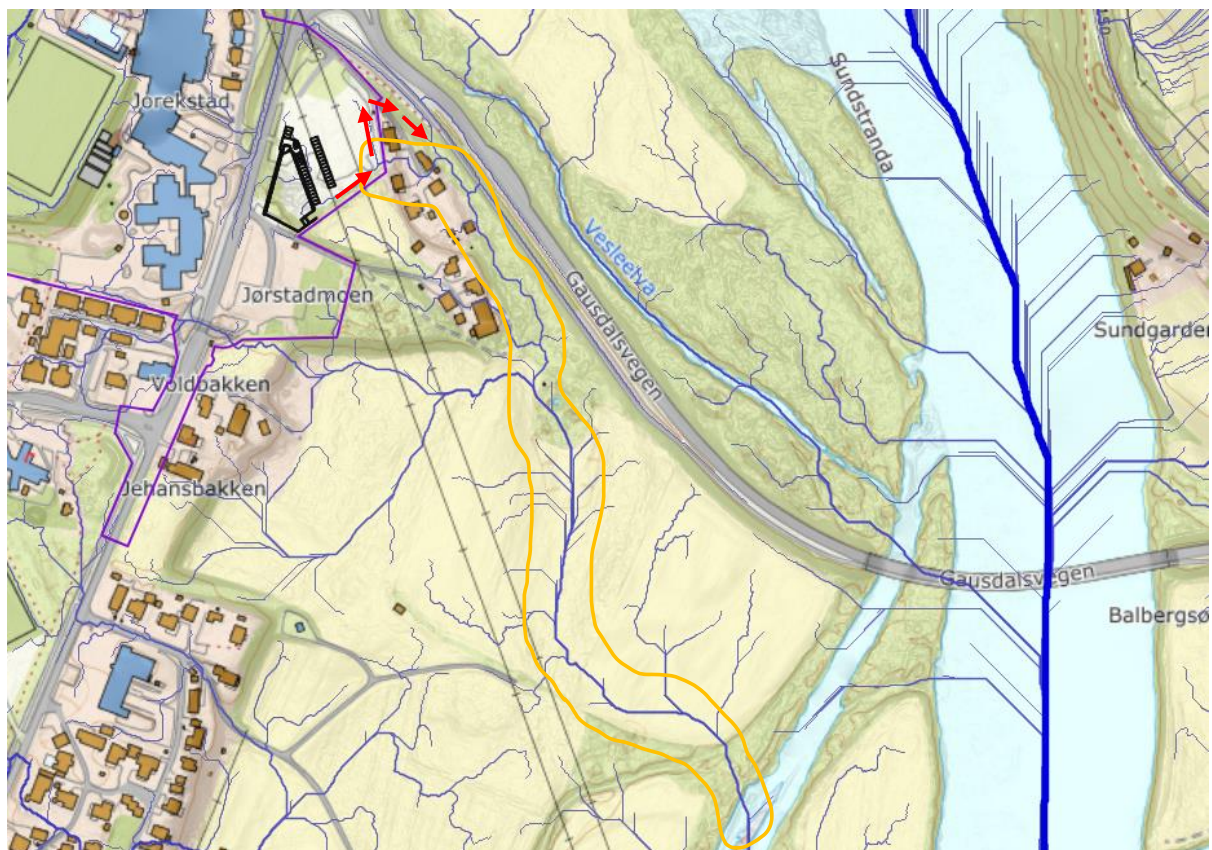 Jorekstad
Sundstranda
Vesleelva
Jørstadmoen
Gausdalsvegen
Sundgarden
Voldbakken
Jehansbakken
Gausdalsvegen
Balbergsø